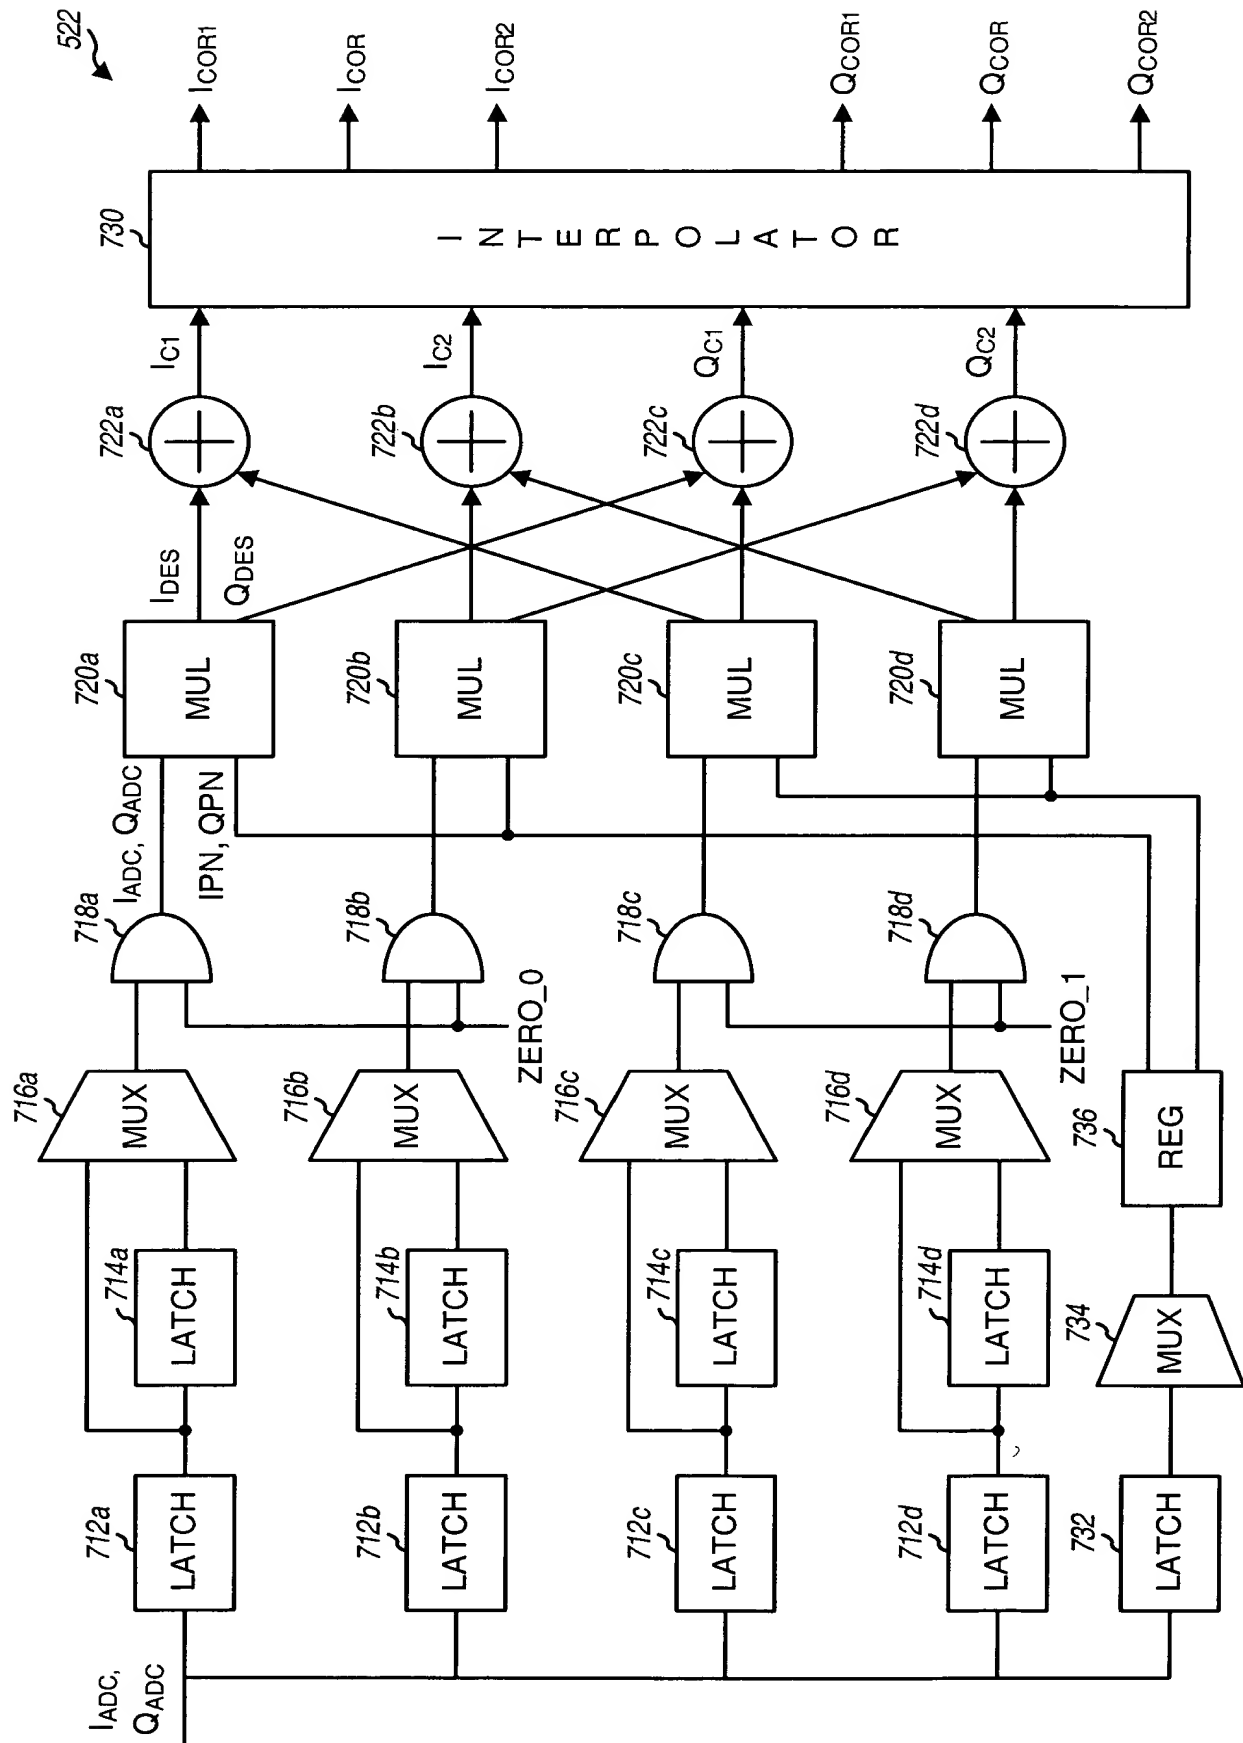 522
ICOR1
ICOR
ICOR2
QCOR1
QCOR
QCOR2
730
INTERPOLATOR
IC1
IC2
QC1
QC2
722a
722b
722c
722d
IDES
QDES
720a
MUL
720b
MUL
720c
MUL
720d
MUL
IADC, QADC
IPN, QPN
718a
718b
718c
718d
ZERO_0
ZERO_1
716a
MUX
716b
MUX
716c
MUX
716d
MUX
736
REG
714a
LATCH
714b
LATCH
714c
LATCH
714d
LATCH
734
MUX
712a
LATCH
712b
LATCH
712c
LATCH
712d
LATCH
732
LATCH
IADC,
QADC